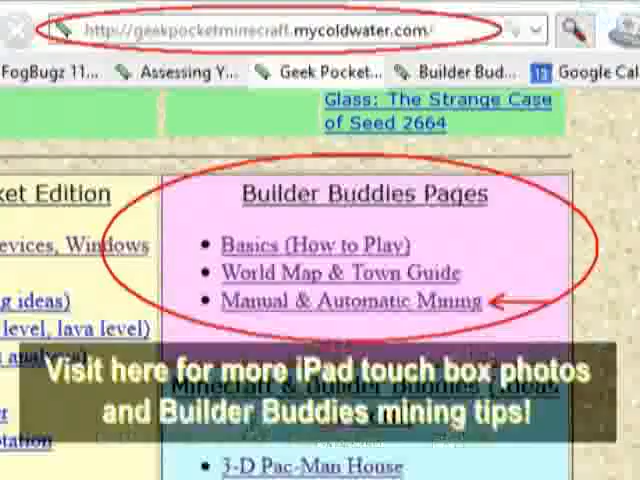 http://geekpocketminecraft.mycoldwater.com/
FogBugz 11...
Assessing Y...
Geek Pocket...
Builder Bud...
13
Google Cal
Glass: The Strange Case
of Seed 2664
ket Edition
evices, Windows
g ideas)
level, lava level)
Builder Buddies Pages
Basics (How to Play)
World Map & Town Guide
Manual & Automatic Mining
Minecraft & Builder Buddies (Ideas
Visit here for more iPad touch box photos
and Builder Buddies mining tips!
3-D Pac-Man House